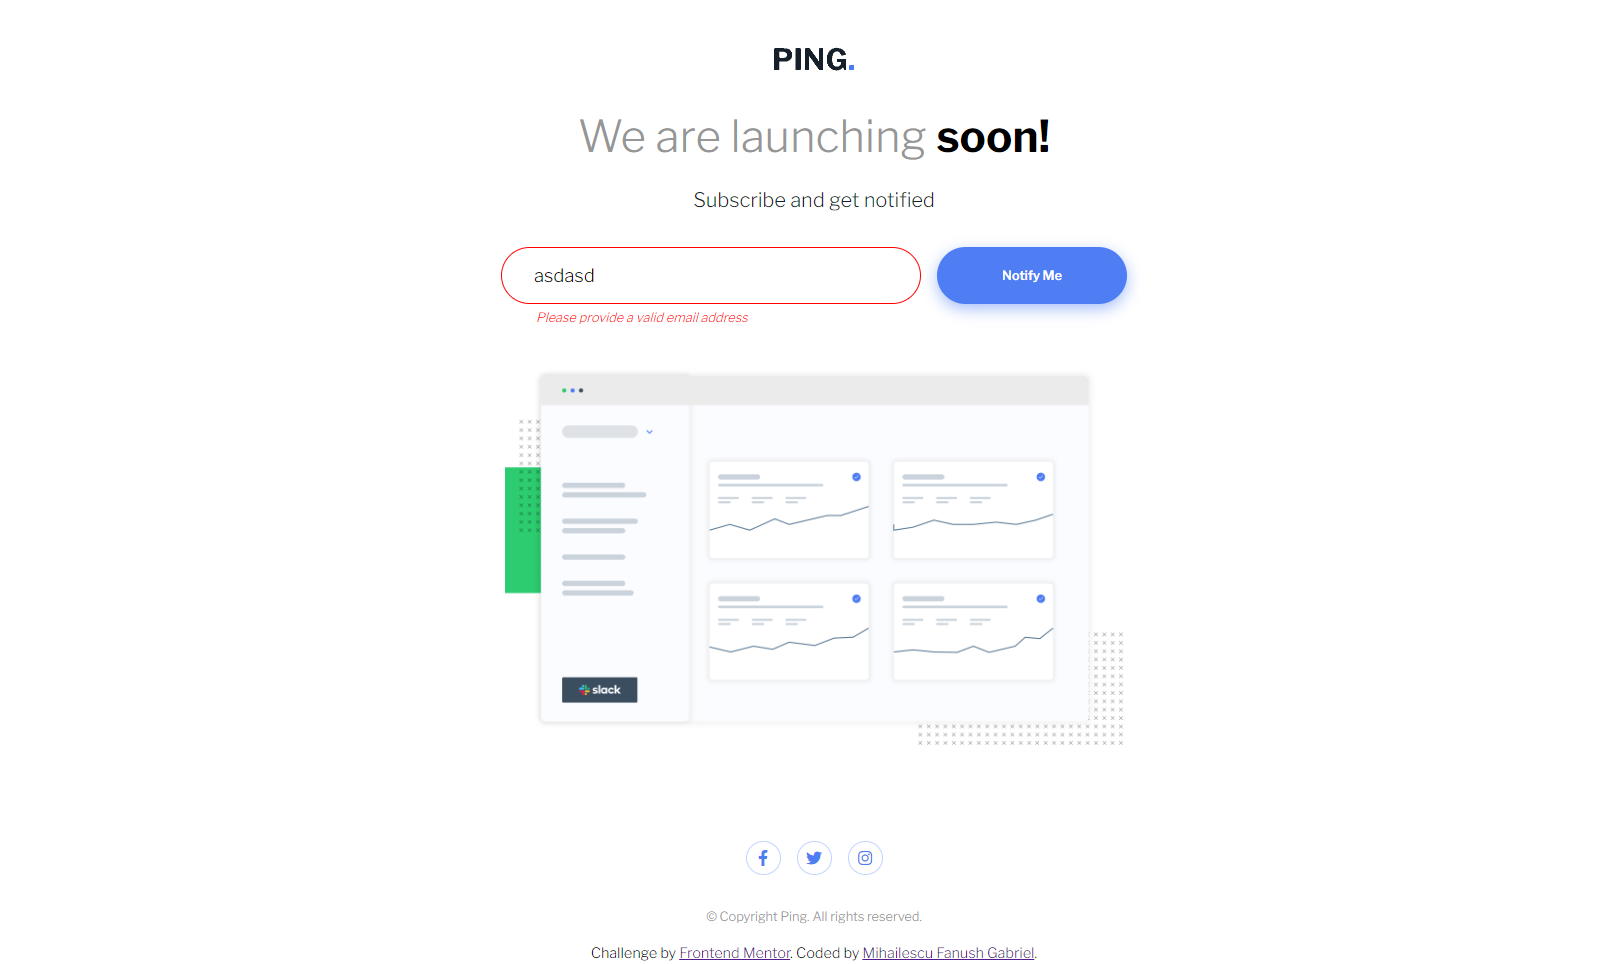 PING.
We are launching soon!
Subscribe and get notified
asdasd
Notify Me
Please provide a valid email address
slack
© Copyright Ping. All rights reserved.
Challenge by Frontend Mentor. Coded by Mihailescu Fanush Gabriel.